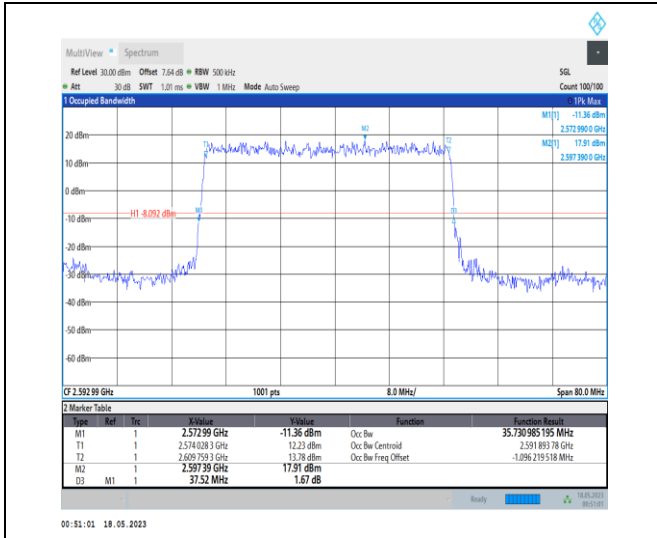 MultiView Spectrum
Ref Level 30.00 dBm Offset 7.64 dB RBW 500 kHz SGL
Att 30 dB SWT 1.01 ms VBW 1 MHz Mode Auto Sweep Count 100/100
1 Occupied Bandwidth 1Pk Max
M1[1] -11.36 dBm
2.572 990 0 GHz
M2[1] 17.91 dBm
2.597 390 0 GHz
M2
T1
T2
20 dBm
10 dBm
0 dBm
H1 -8.092 dBm
M1
D3
-10 dBm
-20 dBm
-30 dBm
-40 dBm
-50 dBm
-60 dBm
CF 2.592 99 GHz 1001 pts 8.0 MHz/ Span 80.0 MHz
2 Marker Table
Type Ref Trc X-Value Y-Value Function Function Result
M1 1 2.572 99 GHz -11.36 dBm Occ Bw 35.730 985 195 MHz
T1 1 2.574 028 3 GHz 12.23 dBm Occ Bw Centroid 2.591 893 78 GHz
T2 1 2.609 759 3 GHz 13.78 dBm Occ Bw Freq Offset -1.096 219 518 MHz
M2 1 2.597 39 GHz 17.91 dBm
D3 M1 1 37.52 MHz 1.67 dB
Ready 18.05.2023
00:51:01
00:51:01 18.05.2023